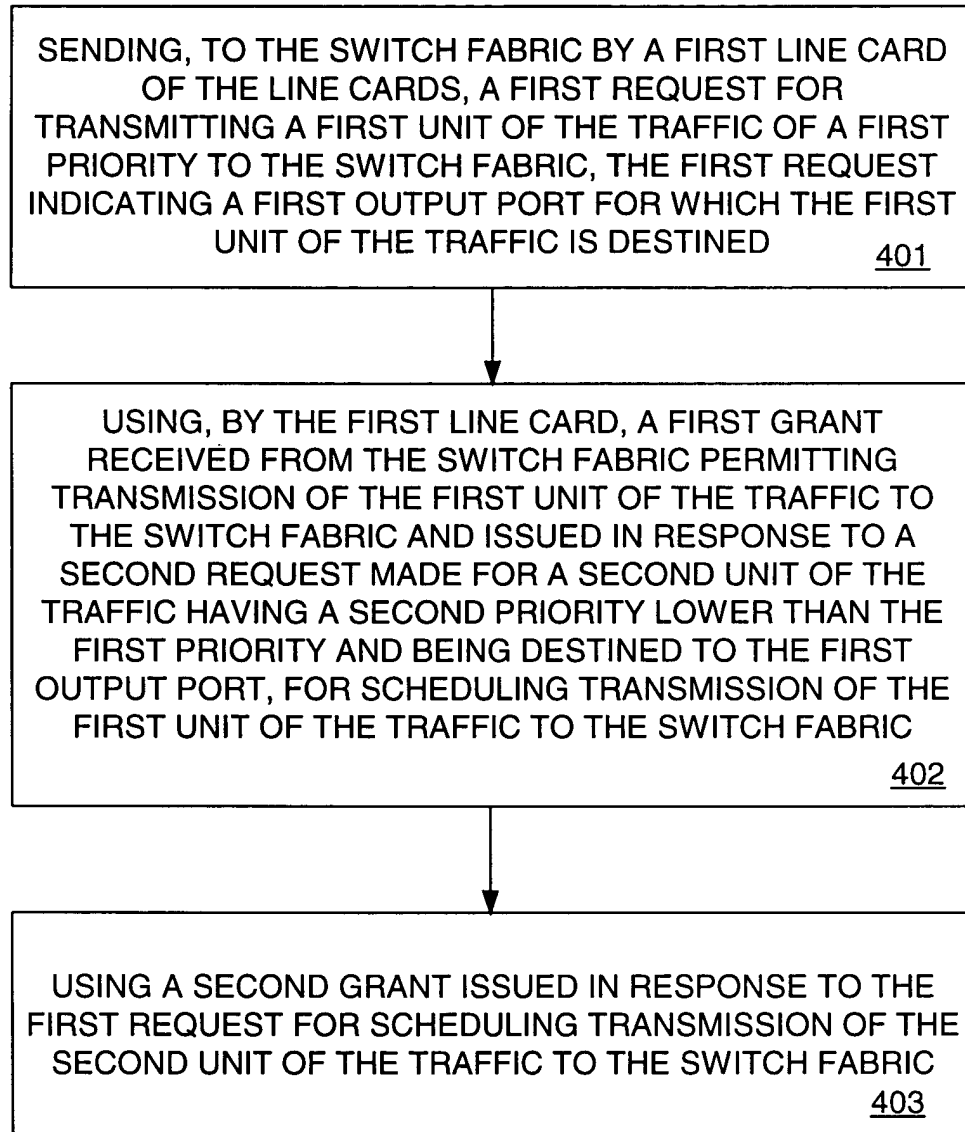 SENDING, TO THE SWITCH FABRIC BY A FIRST LINE CARD
OF THE LINE CARDS, A FIRST REQUEST FOR
TRANSMITTING A FIRST UNIT OF THE TRAFFIC OF A FIRST
PRIORITY TO THE SWITCH FABRIC, THE FIRST REQUEST
INDICATING A FIRST OUTPUT PORT FOR WHICH THE FIRST
UNIT OF THE TRAFFIC IS DESTINED
401
USING, BY THE FIRST LINE CARD, A FIRST GRANT
RECEIVED FROM THE SWITCH FABRIC PERMITTING
TRANSMISSION OF THE FIRST UNIT OF THE TRAFFIC TO
THE SWITCH FABRIC AND ISSUED IN RESPONSE TO A
SECOND REQUEST MADE FOR A SECOND UNIT OF THE
TRAFFIC HAVING A SECOND PRIORITY LOWER THAN THE
FIRST PRIORITY AND BEING DESTINED TO THE FIRST
OUTPUT PORT, FOR SCHEDULING TRANSMISSION OF THE
FIRST UNIT OF THE TRAFFIC TO THE SWITCH FABRIC
402
USING A SECOND GRANT ISSUED IN RESPONSE TO THE
FIRST REQUEST FOR SCHEDULING TRANSMISSION OF THE
SECOND UNIT OF THE TRAFFIC TO THE SWITCH FABRIC
403